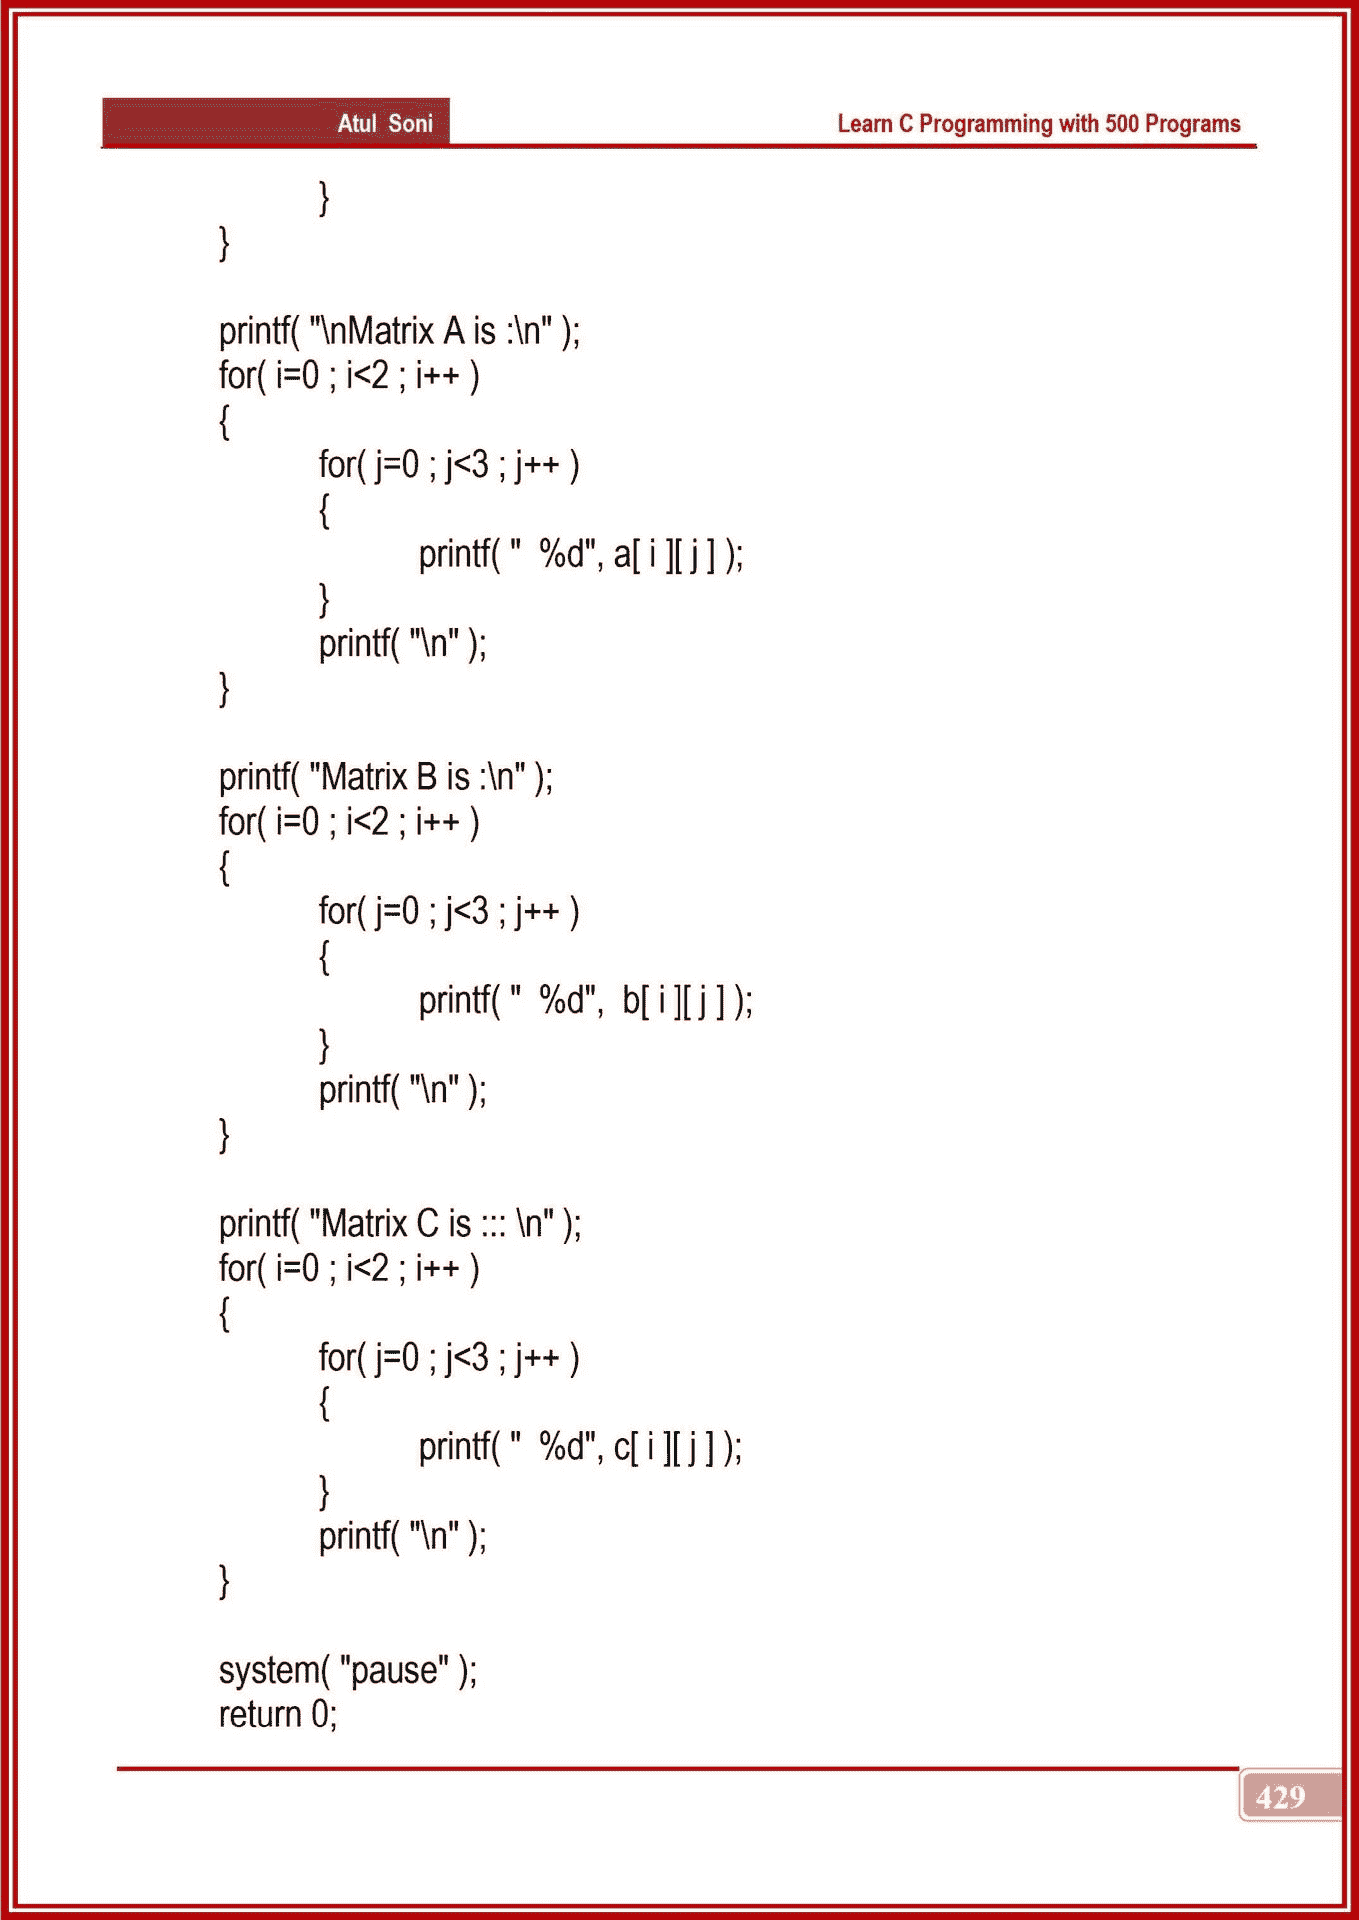 Atul Soni
Learn C Programming with 500 Programs
}
}
printf( "\nMatrix A is :\n" );
for( i=0 ; i<2 ; i++ )
{
for( j=0 ; j<3 ; j++ )
{
printf( "  %d", a[ i ][ j ] );
}
printf( "\n" );
}
printf( "Matrix B is :\n" );
for( i=0 ; i<2 ; i++ )
{
for( j=0 ; j<3 ; j++ )
{
printf( "  %d",  b[ i ][ j ] );
}
printf( "\n" );
}
printf( "Matrix C is ::: \n" );
for( i=0 ; i<2 ; i++ )
{
for( j=0 ; j<3 ; j++ )
{
printf( "  %d", c[ i ][ j ] );
}
printf( "\n" );
}
system( "pause" );
return 0;
429